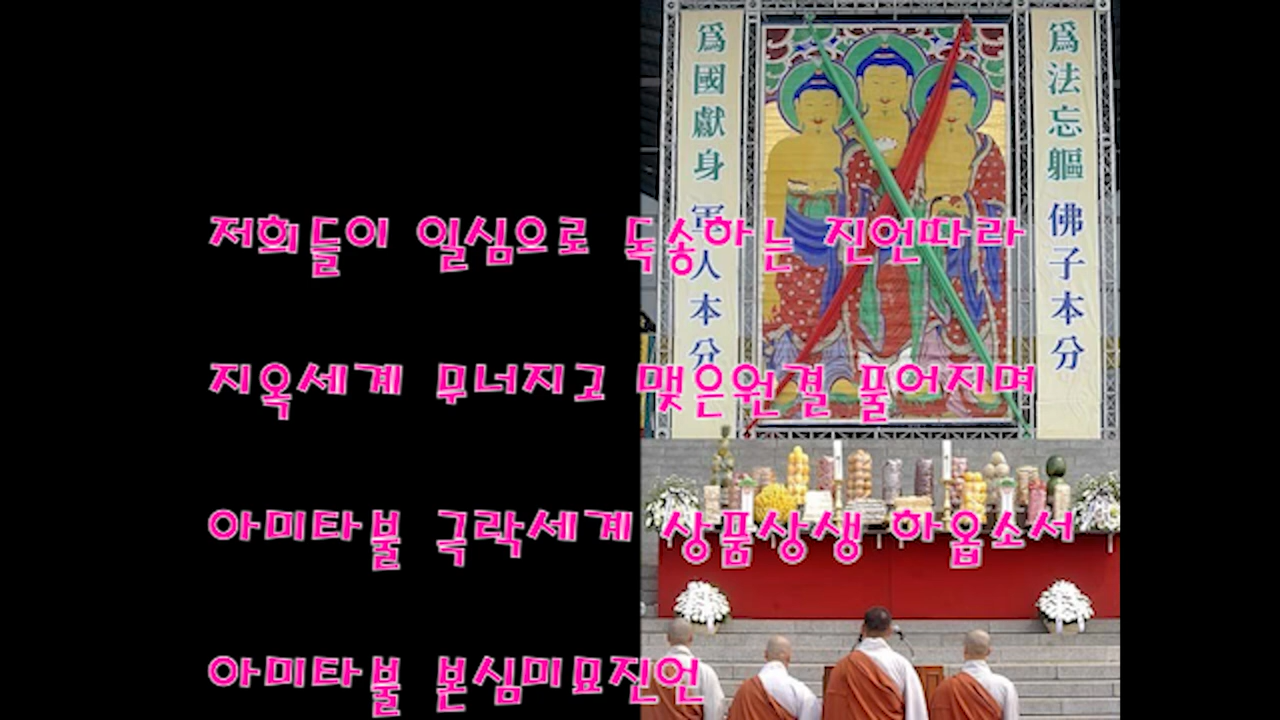 爲國獻身 軍人本分
爲法忘軀 佛子本分
저희들이 일심으로 독송하는 진언따라
지옥세계 무너지고 맺은원결 풀어지며
아미타불 극락세계 상품상생 하옵소서
아미타불 본심미묘진언